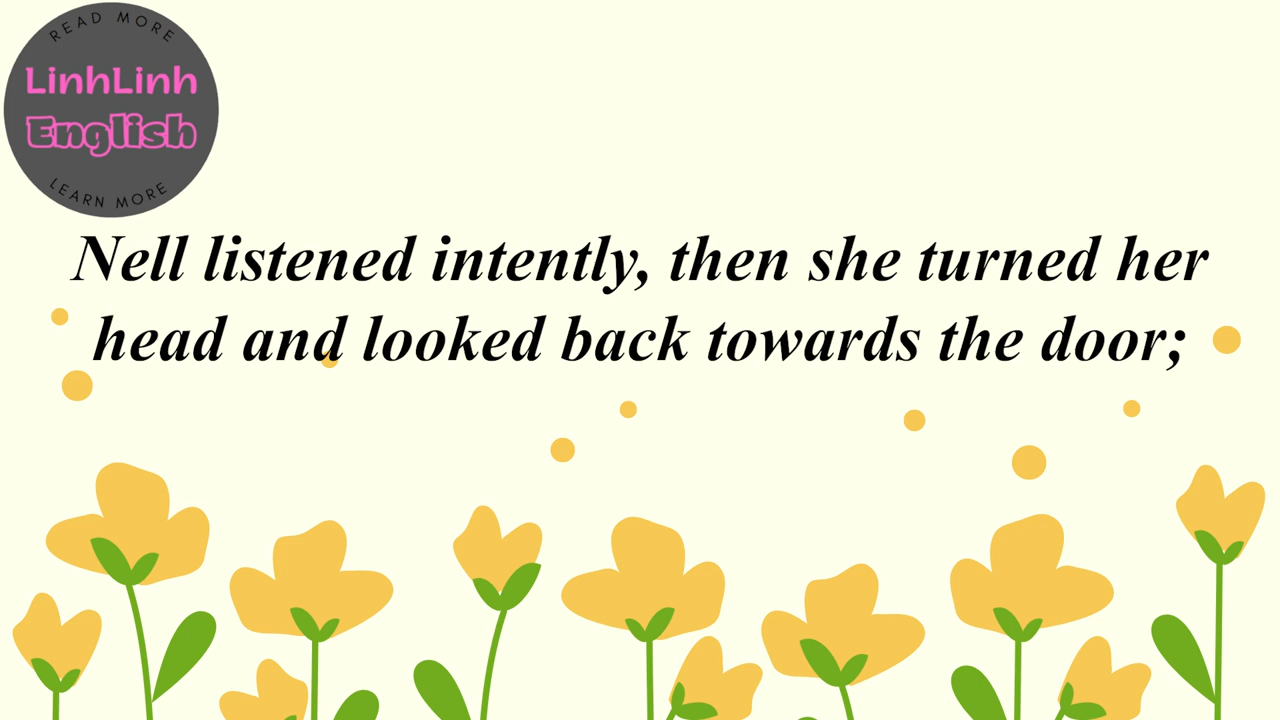 READ MORE
LinhLinh
English
LEARN MORE
Nell listened intently, then she turned her
head and looked back towards the door;